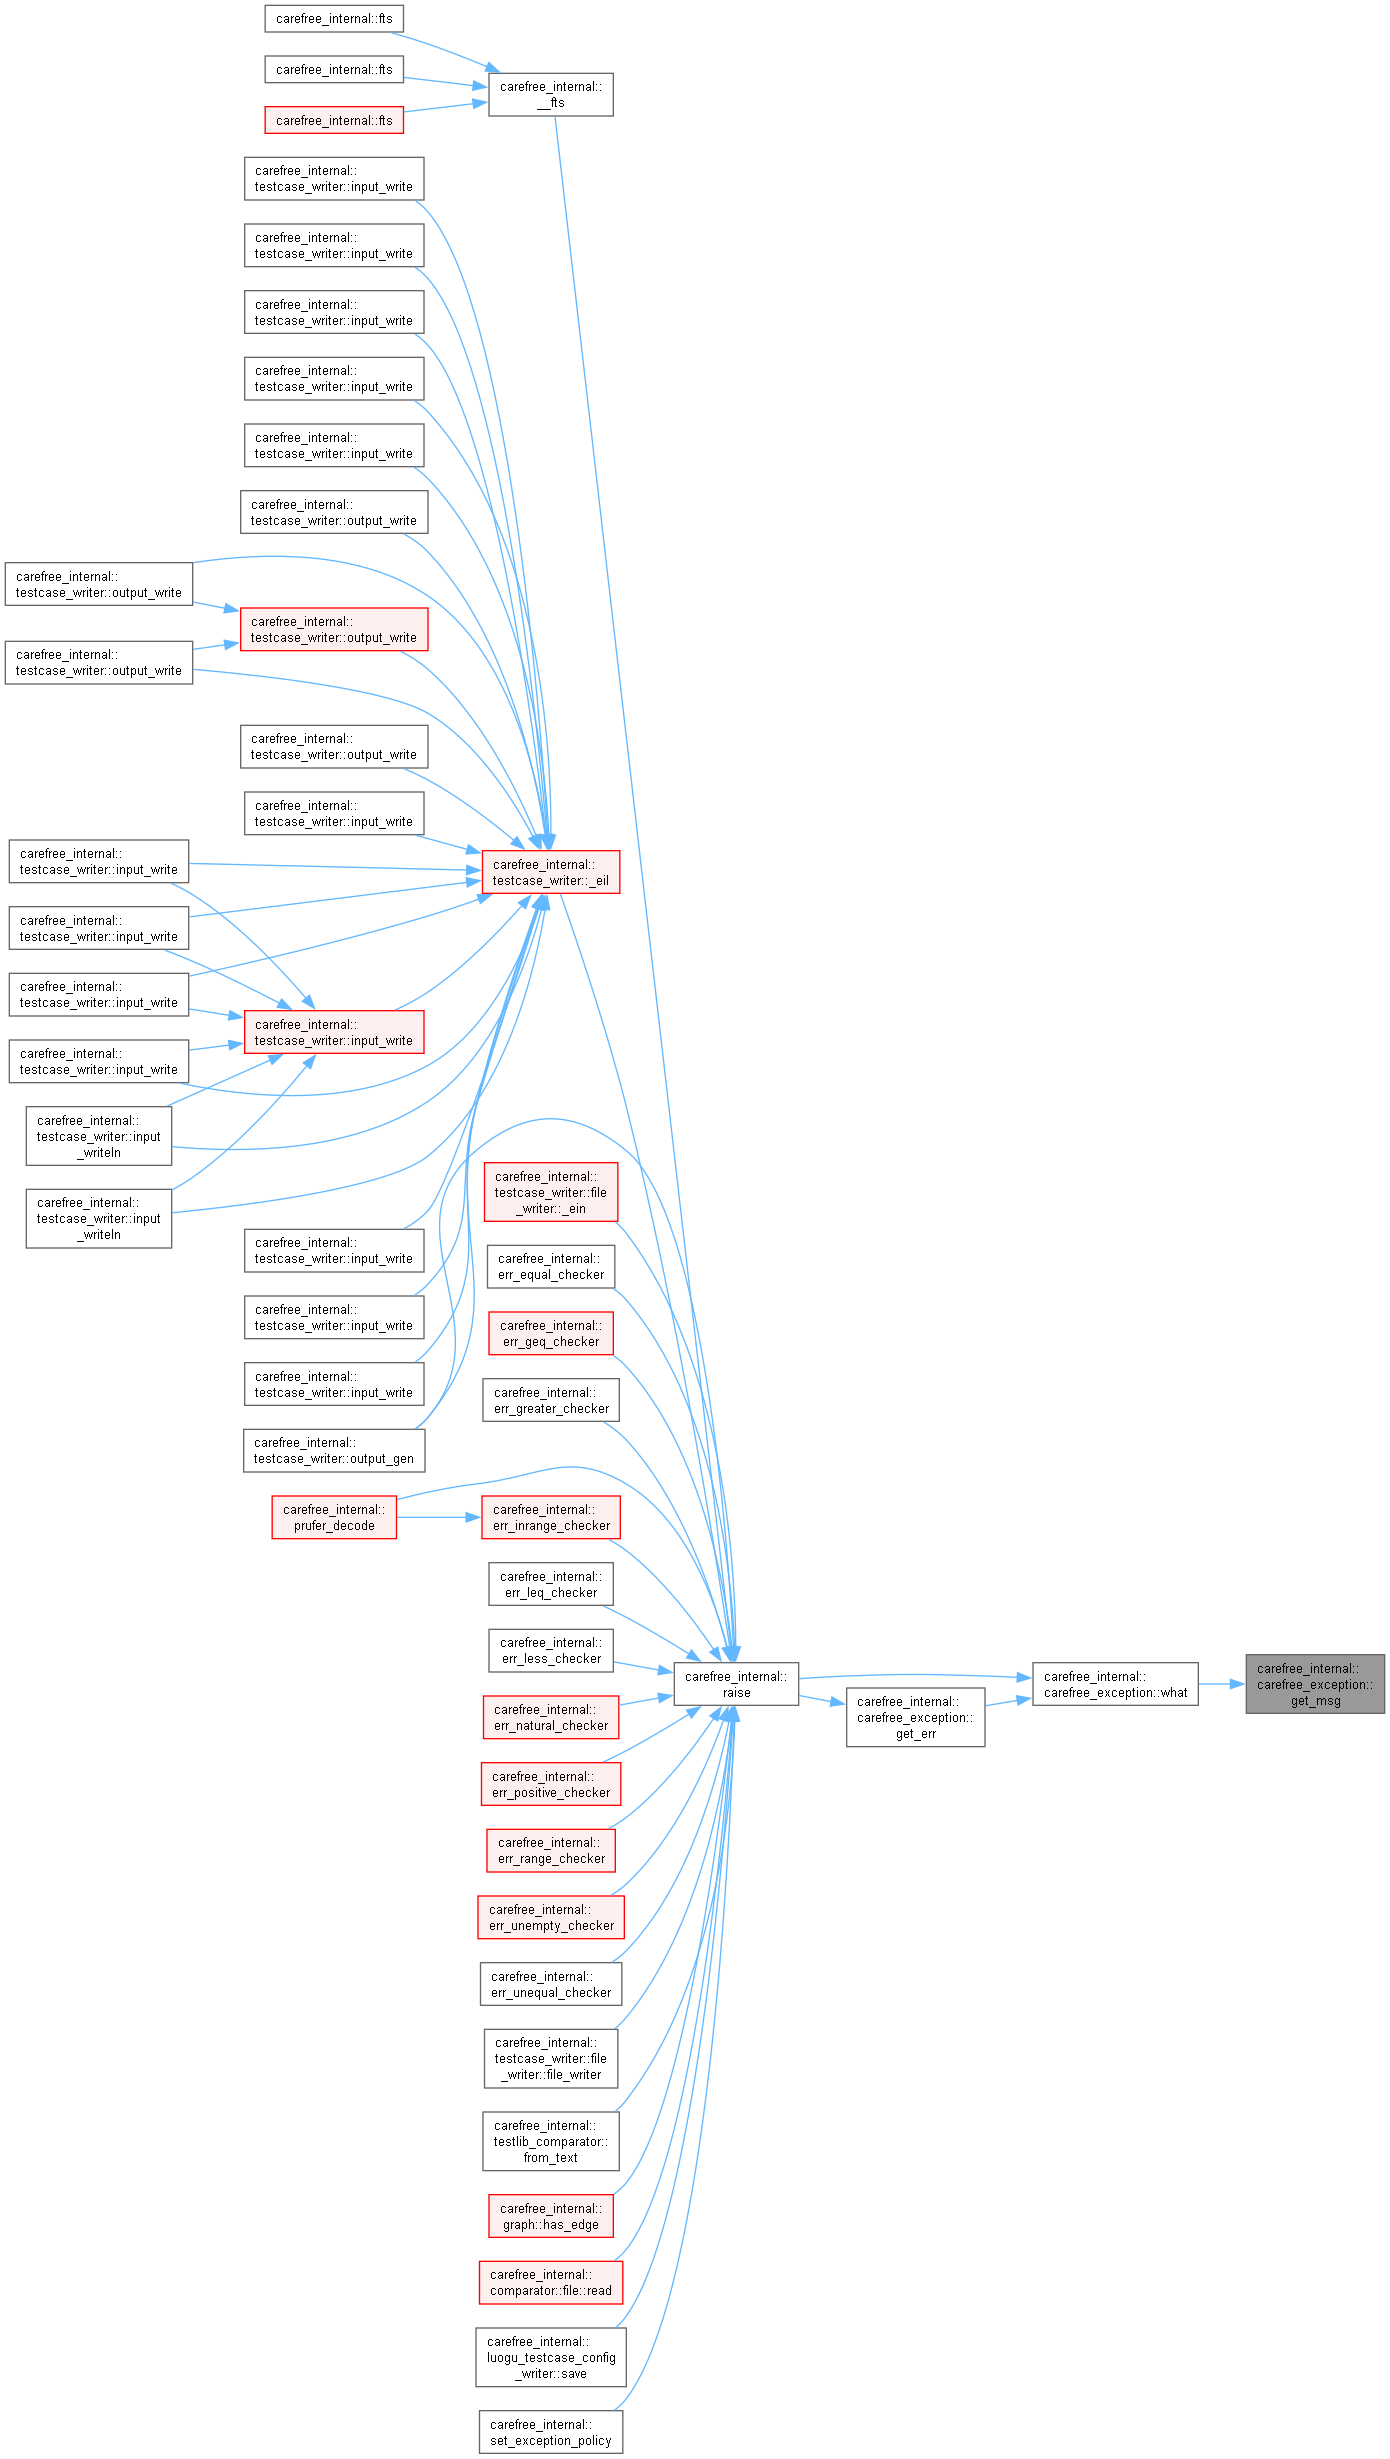 carefree_internal::fts
carefree_internal::fts
carefree_internal::
__fts
carefree_internal::fts
carefree_internal::
testcase_writer::input_write
carefree_internal::
testcase_writer::input_write
carefree_internal::
testcase_writer::input_write
carefree_internal::
testcase_writer::input_write
carefree_internal::
testcase_writer::input_write
carefree_internal::
testcase_writer::output_write
carefree_internal::
testcase_writer::output_write
carefree_internal::
testcase_writer::output_write
carefree_internal::
testcase_writer::output_write
carefree_internal::
testcase_writer::output_write
carefree_internal::
testcase_writer::input_write
carefree_internal::
testcase_writer::input_write
carefree_internal::
testcase_writer::_eil
carefree_internal::
testcase_writer::input_write
carefree_internal::
testcase_writer::input_write
carefree_internal::
testcase_writer::input_write
carefree_internal::
testcase_writer::input_write
carefree_internal::
testcase_writer::input
_writeln
carefree_internal::
testcase_writer::file
_writer::_ein
carefree_internal::
testcase_writer::input
_writeln
carefree_internal::
testcase_writer::input_write
carefree_internal::
err_equal_checker
carefree_internal::
testcase_writer::input_write
carefree_internal::
err_geq_checker
carefree_internal::
testcase_writer::input_write
carefree_internal::
err_greater_checker
carefree_internal::
testcase_writer::output_gen
carefree_internal::
prufer_decode
carefree_internal::
err_inrange_checker
carefree_internal::
err_leq_checker
carefree_internal::
err_less_checker
carefree_internal::
raise
carefree_internal::
carefree_exception::what
carefree_internal::
carefree_exception::
get_msg
carefree_internal::
carefree_exception::
get_err
carefree_internal::
err_natural_checker
carefree_internal::
err_positive_checker
carefree_internal::
err_range_checker
carefree_internal::
err_unempty_checker
carefree_internal::
err_unequal_checker
carefree_internal::
testcase_writer::file
_writer::file_writer
carefree_internal::
testlib_comparator::
from_text
carefree_internal::
graph::has_edge
carefree_internal::
comparator::file::read
carefree_internal::
luogu_testcase_config
_writer::save
carefree_internal::
set_exception_policy